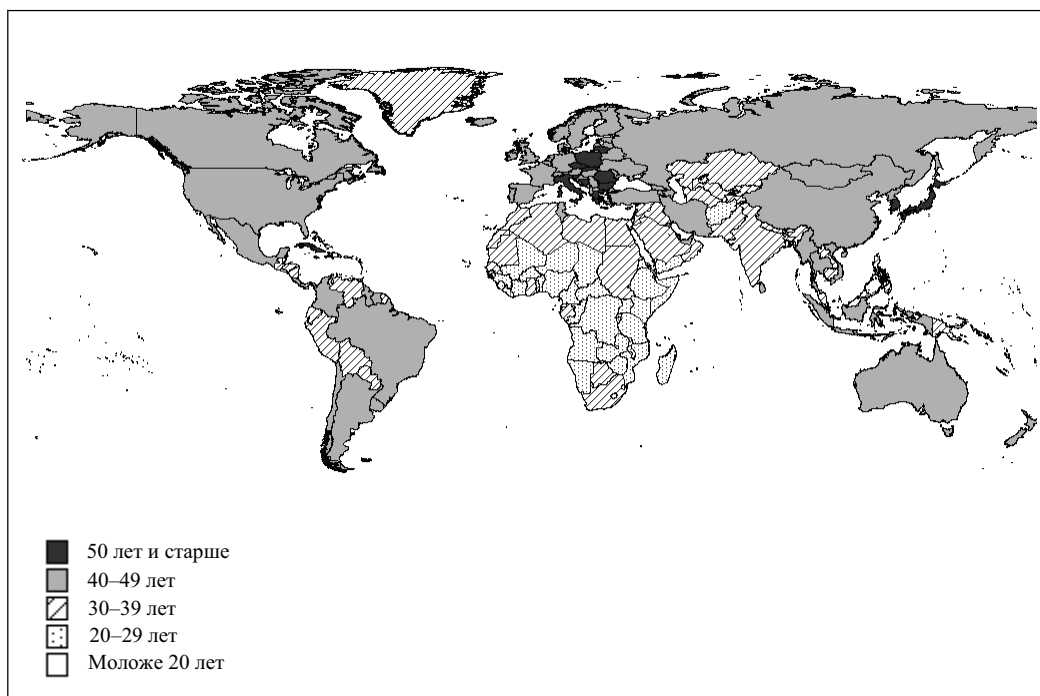 50 лет и старше
40–49 лет
30–39 лет
20–29 лет
Моложе 20 лет